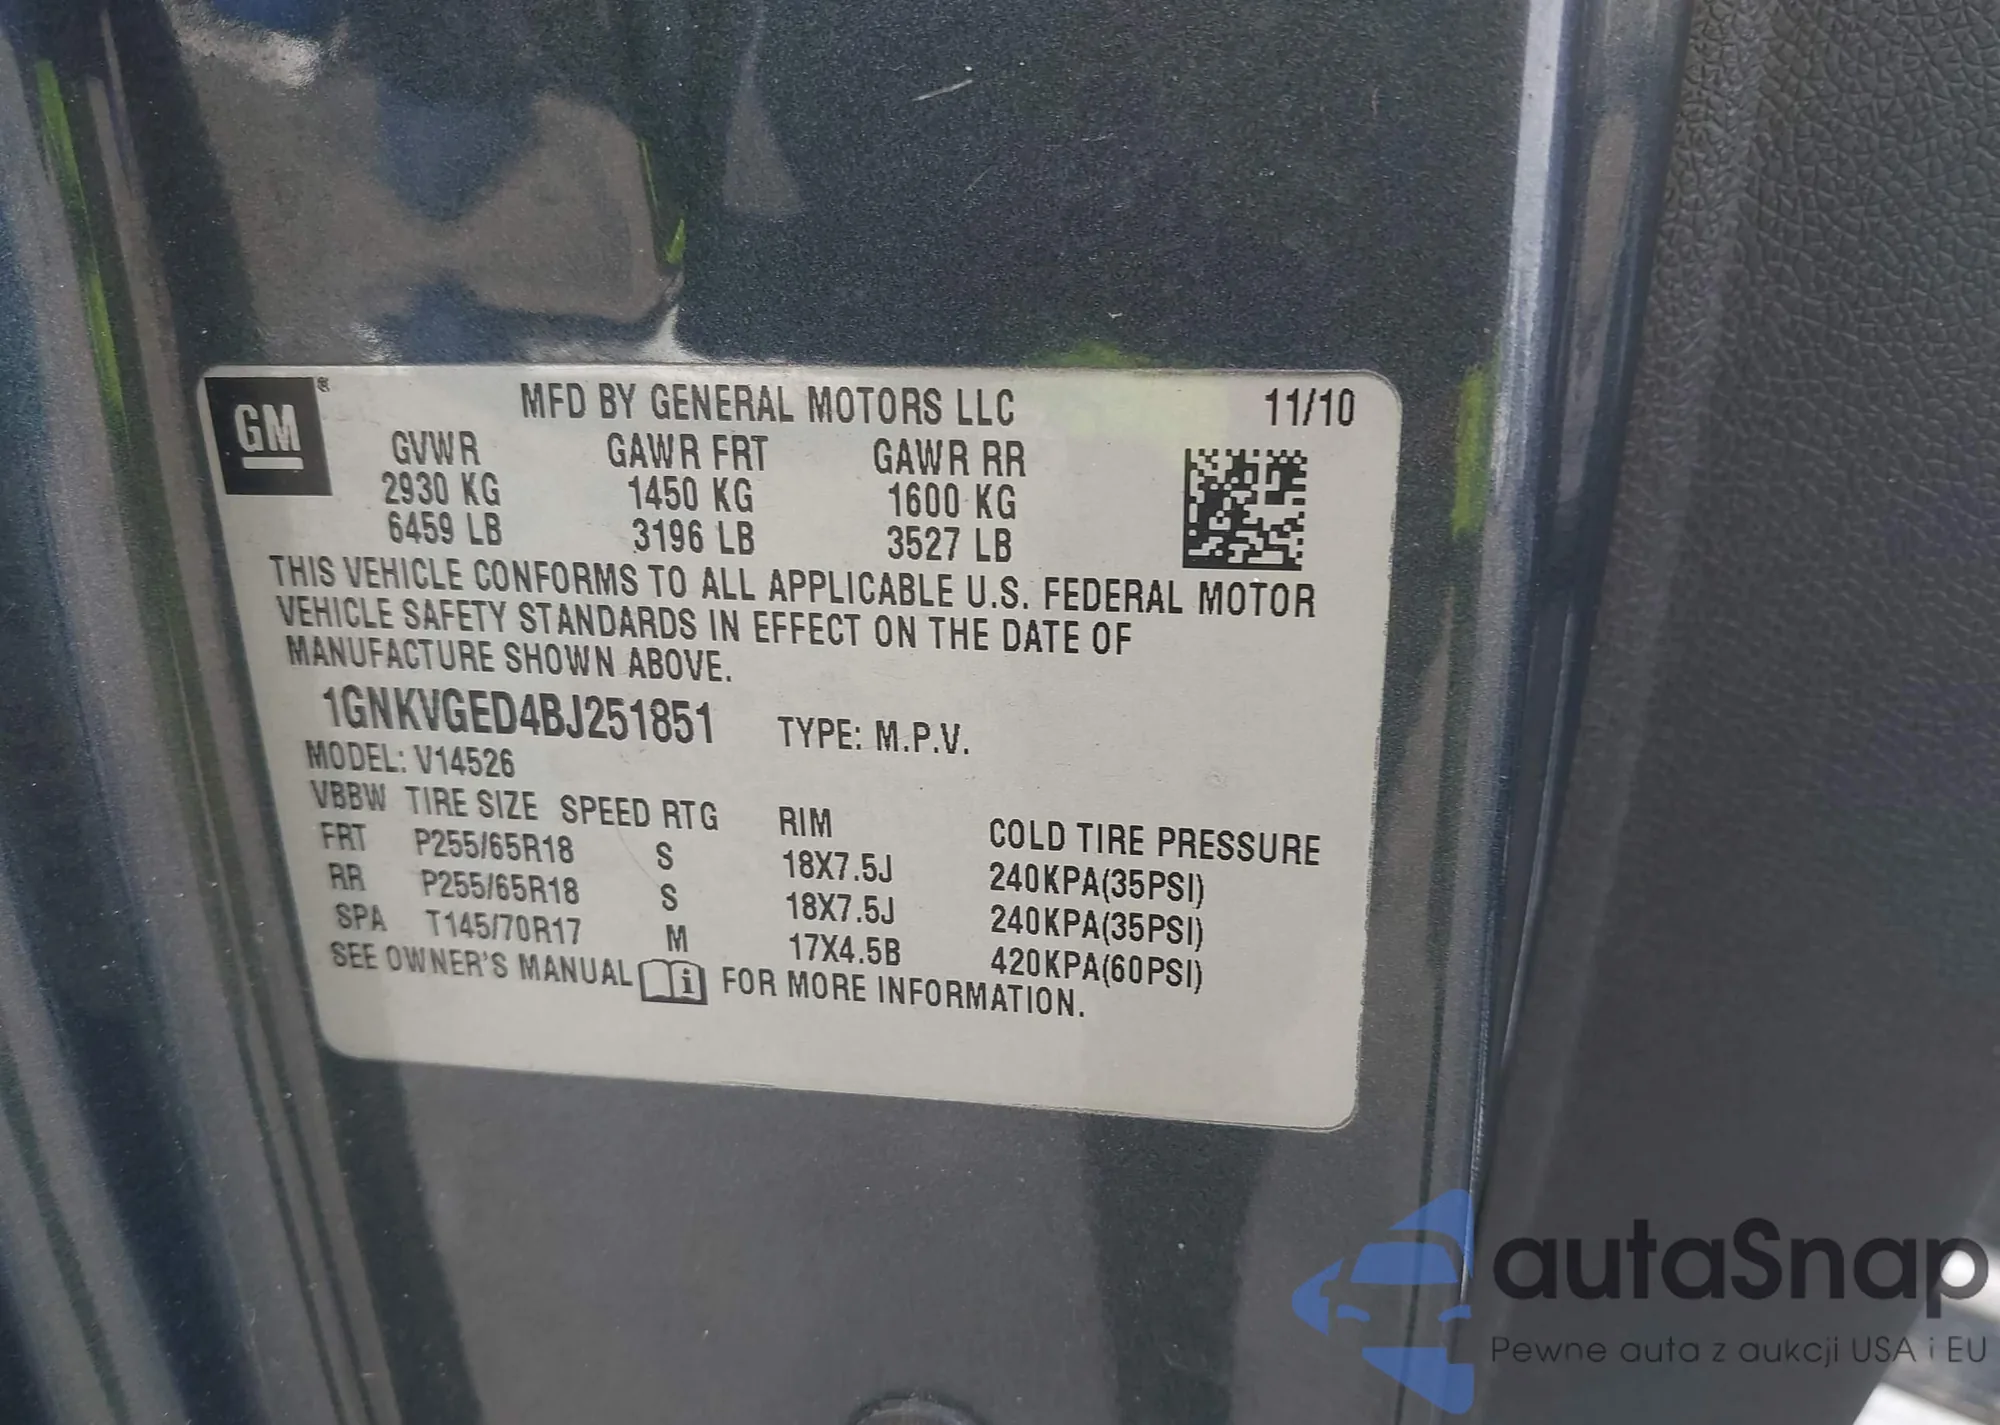 GM ® MFD BY GENERAL MOTORS LLC 11/10
GVWR GAWR FRT GAWR RR
2930 KG 1450 KG 1600 KG
6459 LB 3196 LB 3527 LB
THIS VEHICLE CONFORMS TO ALL APPLICABLE U.S. FEDERAL MOTOR
VEHICLE SAFETY STANDARDS IN EFFECT ON THE DATE OF
MANUFACTURE SHOWN ABOVE.
1GNKVGED4BJ251851 TYPE: M.P.V.
MODEL: V14526
VBBW TIRE SIZE SPEED RTG RIM COLD TIRE PRESSURE
FRT P255/65R18 S 18X7.5J 240KPA(35PSI)
RR P255/65R18 S 18X7.5J 240KPA(35PSI)
SPA T145/70R17 M 17X4.5B 420KPA(60PSI)
SEE OWNER'S MANUAL i FOR MORE INFORMATION.
autaSnap
Pewne auta z aukcji USA i EU